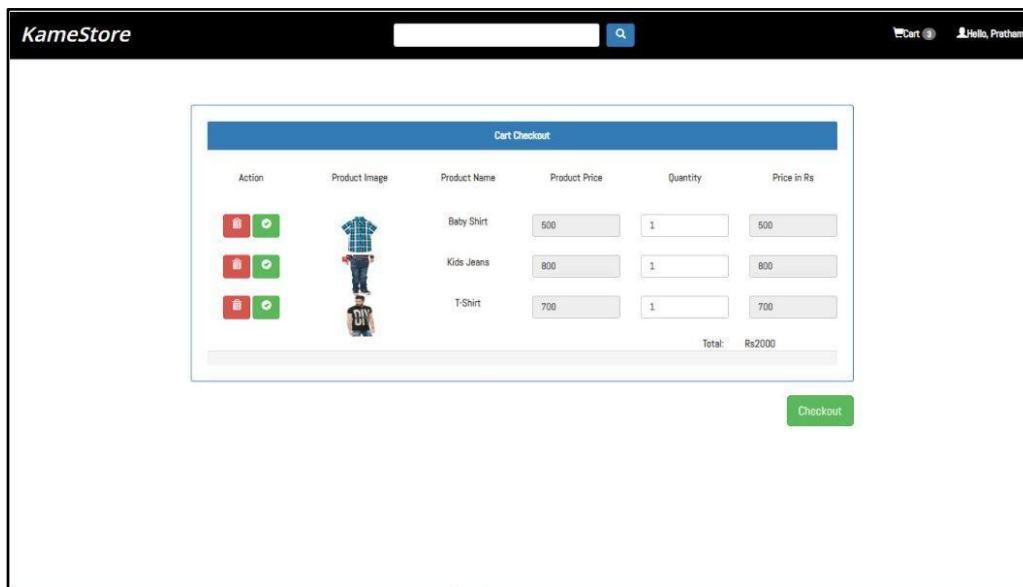 KameStore
Cart 3 Hello, Pratham
Cart Checkout
Action Product Image Product Name Product Price Quantity Price in Rs
Baby Shirt 500 1 500
Kids Jeans 800 1 800
DIY T-Shirt 700 1 700
Total: Rs2000
Checkout